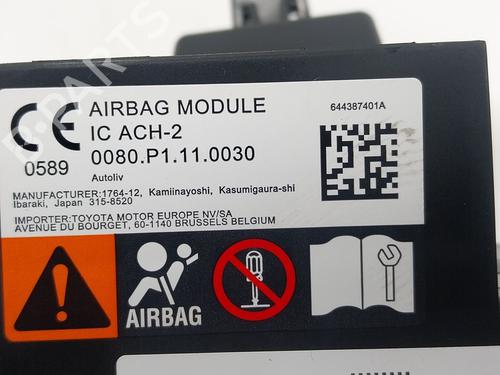 AIRBAG MODULE
IC ACH-2
0080.P1.11.0030
Autoliv
0589
644387401A
MANUFACTURER:1764-12, Kamiinayoshi, Kasumigaura-shi
Ibaraki, Japan 315-8520
IMPORTER:TOYOTA MOTOR EUROPE NV/SA
AVENUE DU BOURGET, 60-1140 BRUSSELS BELGIUM
AIRBAG
B-PARTS